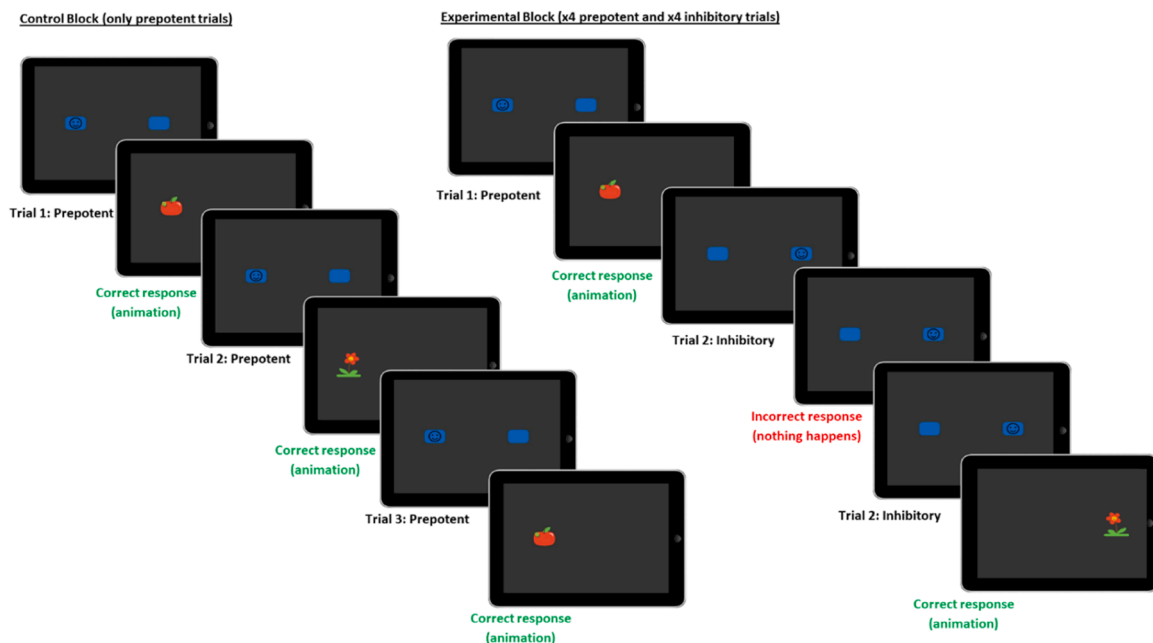 Control Block (only prepotent trials)
Trial 1: Prepotent
Correct response
(animation)
Trial 2: Prepotent
Correct response
(animation)
Trial 3: Prepotent
Correct response
(animation)
Experimental Block (x4 prepotent and x4 inhibitory trials)
Trial 1: Prepotent
Correct response
(animation)
Trial 2: Inhibitory
Incorrect response
(nothing happens)
Trial 2: Inhibitory
Correct response
(animation)